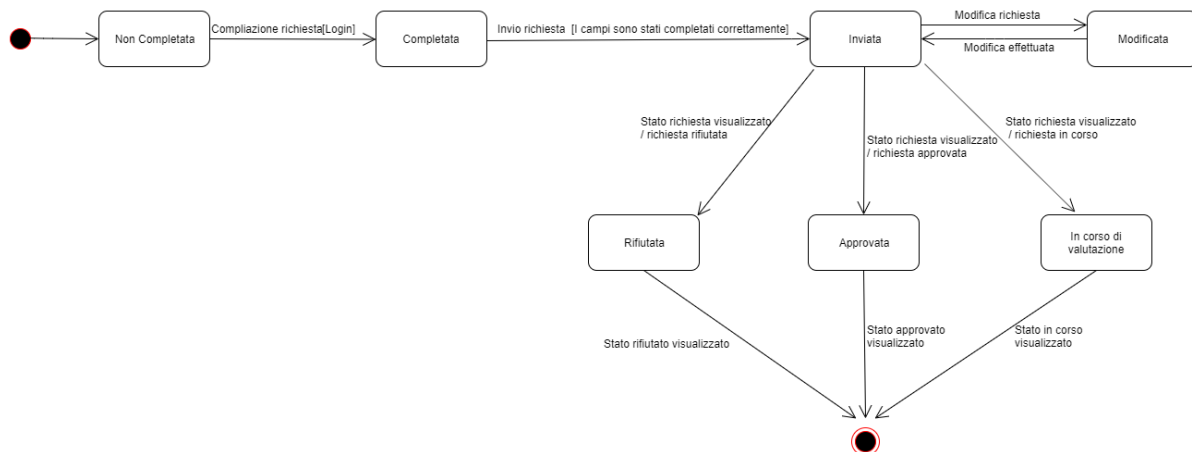 Modifica richiesta
Non Completata
Compliazione richiesta[Login]
Completata
Invio richiesta [I campi sono stati completati correttamente]
Inviata
Modifica effettuata
Modificata
Stato richiesta visualizzato
/ richiesta rifiutata
Stato richiesta visualizzato
/ richiesta approvata
Stato richiesta visualizzato
/ richiesta in corso
Rifiutata
Approvata
In corso di
valutazione
Stato rifiutato visualizzato
Stato approvato
visualizzato
Stato in corso
visualizzato